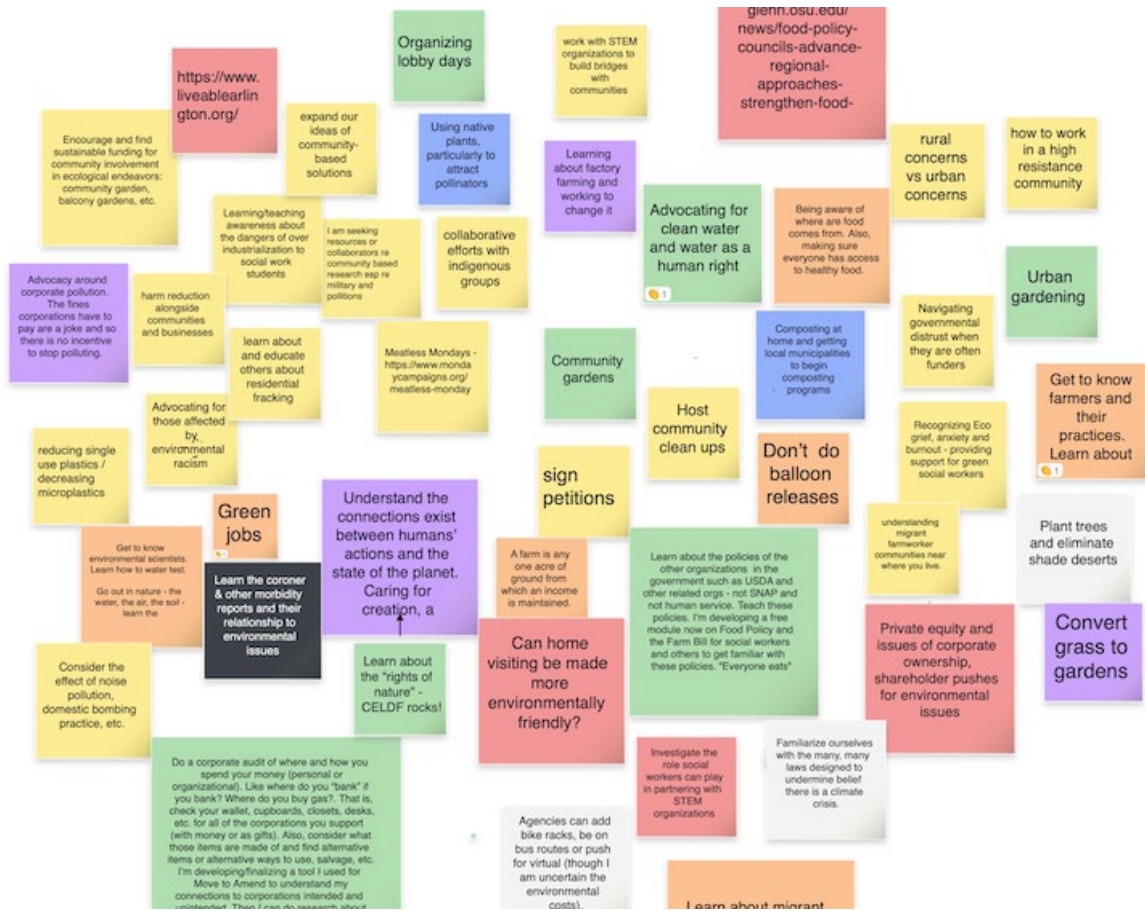 glenn.osu.edu/
news/food-policy-
councils-advance-
regional-
approaches-
strengthen-food-
Organizing
lobby days
work with STEM
organizations to
build bridges
with
communities
https://www.
liveablearlin
gton.org/
Encourage and find
sustainable funding for
community involvement
in ecological endeavors:
community garden,
balcony gardens, etc.
expand our
ideas of
community-
based
solutions
Using native
plants,
particularly to
attract
pollinators
Learning
about factory
farming and
working to
change it
rural
concerns
vs urban
concerns
how to work
in a high
resistance
community
Learning/teaching
awareness about
the dangers of over
industrialization to
social work
students
I am seeking
resources or
collaborators re
community based
research esp re
military and
politions
collaborative
efforts with
indigenous
groups
Advocating for
clean water
and water as a
human right
1
Being aware of
where are food
comes from. Also,
making sure
everyone has access
to healthy food.
Urban
gardening
Advocacy around
corporate pollution.
The fines
corporations have to
pay are a joke and so
there is no incentive
to stop polluting.
harm reduction
alongside
communities
and businesses
learn about
and educate
others about
residential
fracking
Meatless Mondays -
https://www.monda
ycampaigns.org/
meatless-monday
Community
gardens
Composting at
home and getting
local municipalities
to begin
composting
programs
Navigating
governmental
distrust when
they are often
funders
Get to know
farmers and
their
practices.
Learn about
1
Advocating for
those affected
by
environmental
racism
Host
community
clean ups
Recognizing Eco
grief, anxiety and
burnout - providing
support for green
social workers
reducing single
use plastics /
decreasing
microplastics
sign
petitions
Don't do
balloon
releases
Green
jobs
Understand the
connections exist
between humans'
actions and the
state of the planet.
Caring for
creation, a
understanding
migrant
farmworker
communities near
where you live.
Plant trees
and eliminate
shade deserts
Get to know
environmental scientists.
Learn how to water test.
Go out in nature - the
water, the air, the soil -
learn the
Learn the coroner
& other morbidity
reports and their
relationship to
environmental
issues
A farm is any
one acre of
ground from
which an income
is maintained.
Learn about the policies of the
other organizations in the
government such as USDA and
other related orgs - not SNAP and
not human service. Teach these
policies. I'm developing a free
module now on Food Policy and
the Farm Bill for social workers
and others to get familiar with
these policies. "Everyone eats"
Private equity and
issues of corporate
ownership,
shareholder pushes
for environmental
issues
Convert
grass to
gardens
Consider the
effect of noise
pollution,
domestic bombing
practice, etc.
Learn about
the "rights of
nature" -
CELDF rocks!
Can home
visiting be made
more
environmentally
friendly?
Investigate the
role social
workers can play
in partnering with
STEM
organizations
Familiarize ourselves
with the many, many
laws designed to
undermine belief
there is a climate
crisis.
Do a corporate audit of where and how you
spend your money (personal or
organizational). Like where do you "bank" if
you bank? Where do you buy gas?. That is,
check your wallet, cupboards, closets, desks,
etc. for all of the corporations you support
(with money or as gifts). Also, consider what
those items are made of and find alternative
items or alternative ways to use, salvage, etc.
I'm developing/finalizing a tool I used for
Move to Amend to understand my
connections to corporations intended and
unintended. Then I can do research about
Agencies can add
bike racks, be on
bus routes or push
for virtual (though I
am uncertain the
environmental
costs).
Learn about migrant